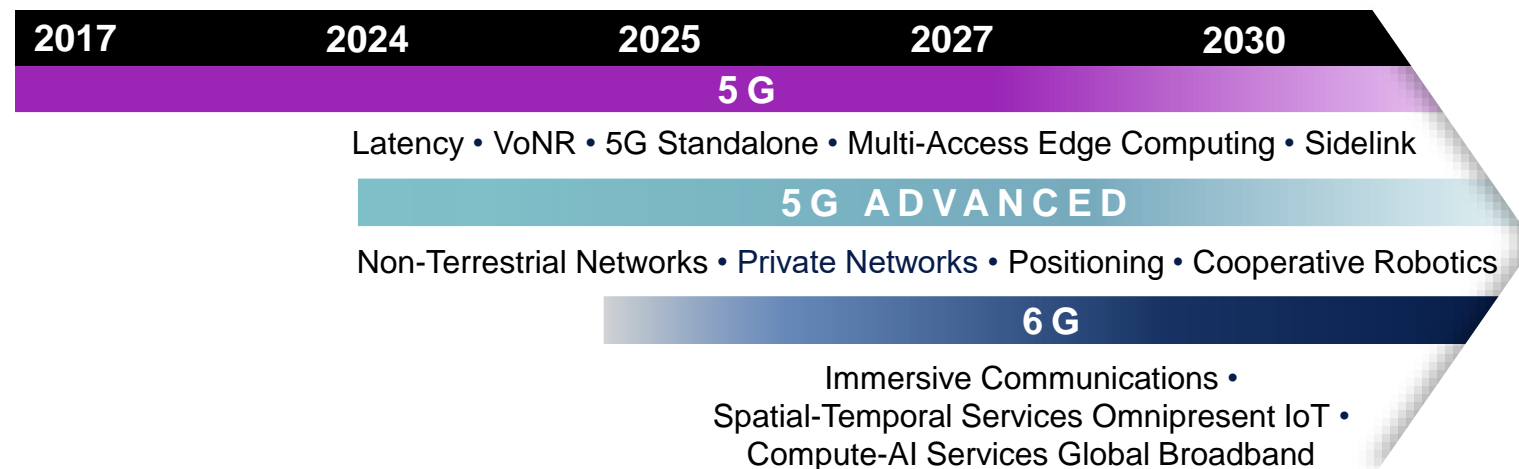 2017 2024 2025 2027 2030
5G
Latency • VoNR • 5G Standalone • Multi-Access Edge Computing • Sidelink
5G ADVANCED
Non-Terrestrial Networks • Private Networks • Positioning • Cooperative Robotics
6G
Immersive Communications •
Spatial-Temporal Services Omnipresent IoT •
Compute-AI Services Global Broadband